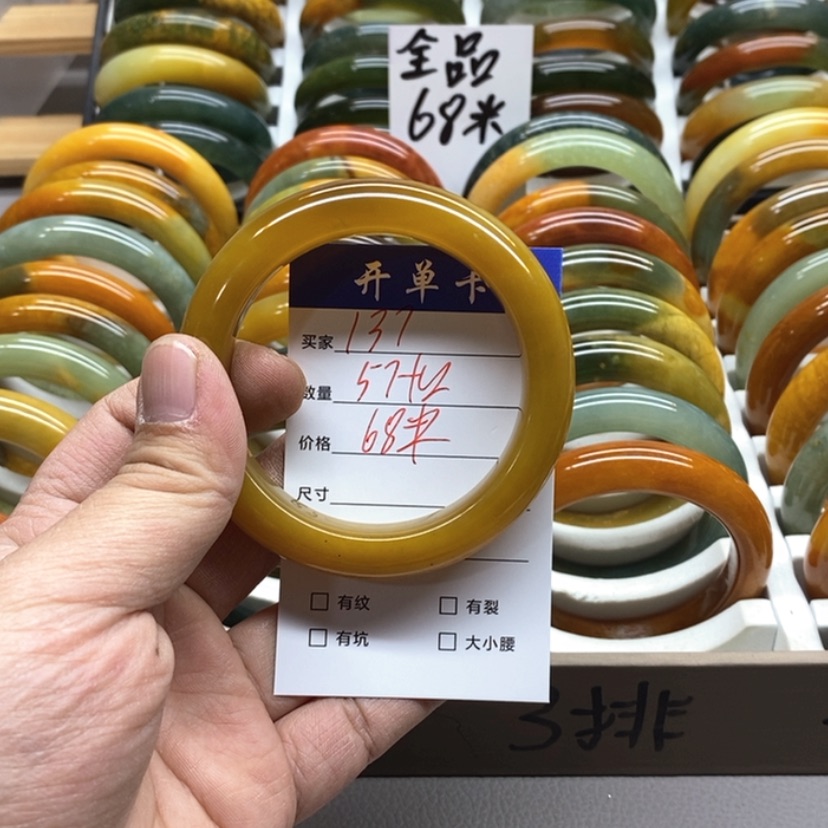 全品
68米
开单卡
买家 137
数量 57+y
价格 68米
尺寸
有纹
有裂
有坑
大小腰
3排